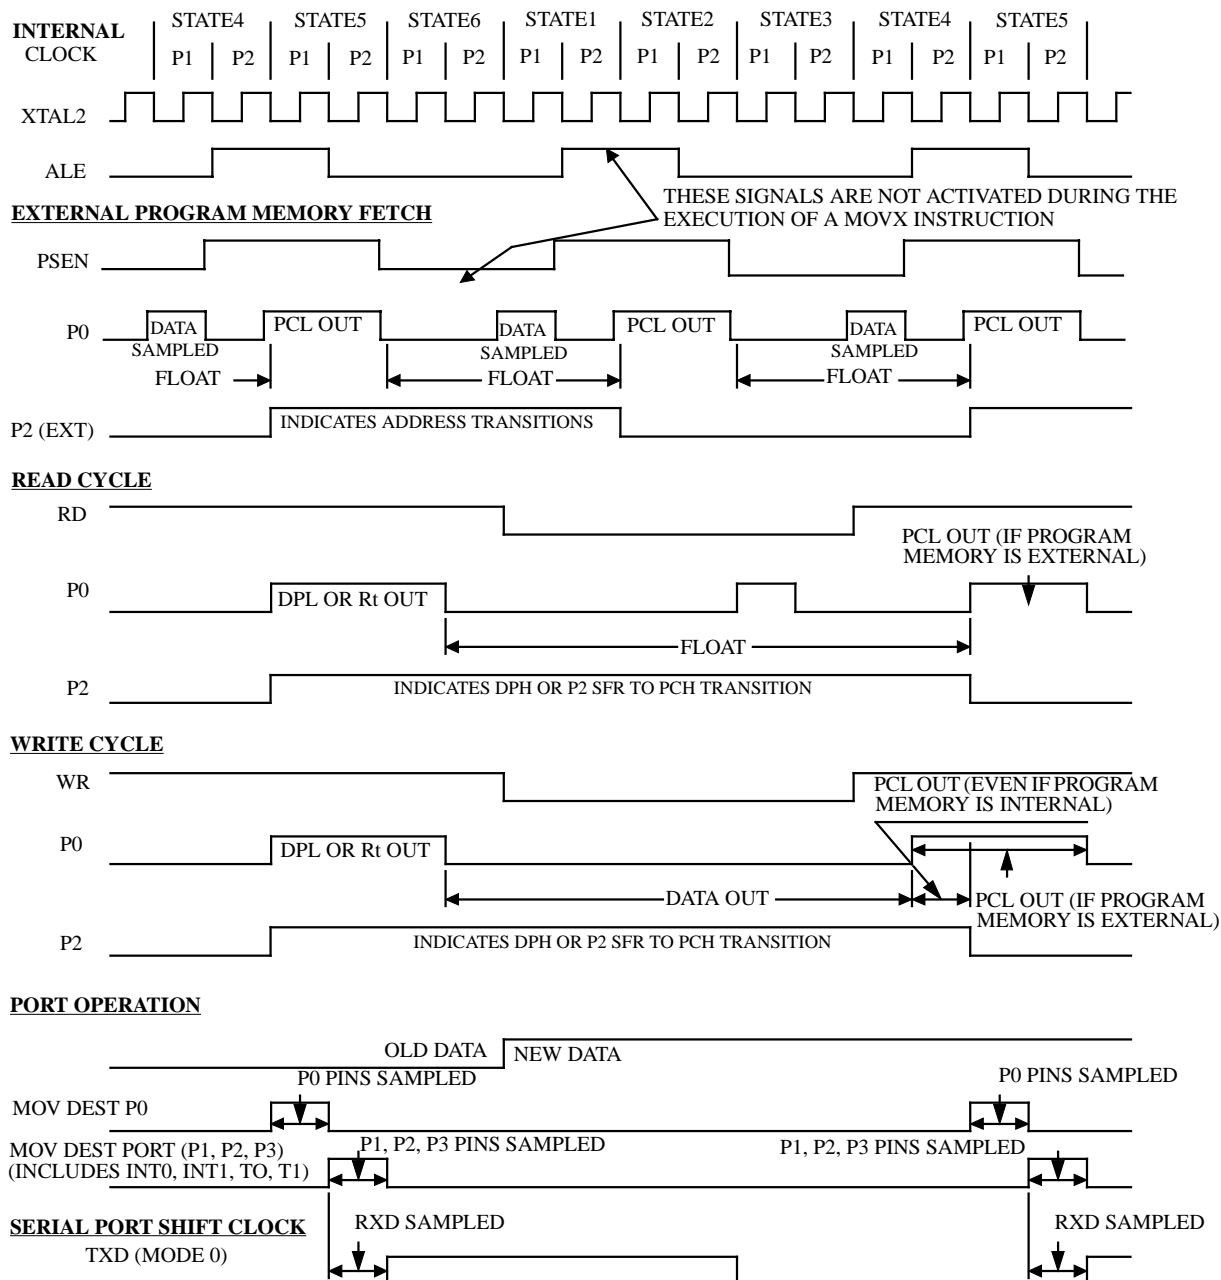 INTERNAL CLOCK
STATE4 STATE5 STATE6 STATE1 STATE2 STATE3 STATE4 STATE5
P1 P2 P1 P2 P1 P2 P1 P2 P1 P2 P1 P2 P1 P2 P1 P2
XTAL2
ALE
THESE SIGNALS ARE NOT ACTIVATED DURING THE
EXECUTION OF A MOVX INSTRUCTION
EXTERNAL PROGRAM MEMORY FETCH
PSEN
P0
DATA SAMPLED
PCL OUT
DATA SAMPLED
PCL OUT
DATA SAMPLED
PCL OUT
FLOAT FLOAT FLOAT
P2 (EXT)
INDICATES ADDRESS TRANSITIONS
READ CYCLE
RD
PCL OUT (IF PROGRAM
MEMORY IS EXTERNAL)
P0
DPL OR Rt OUT
FLOAT
P2
INDICATES DPH OR P2 SFR TO PCH TRANSITION
WRITE CYCLE
WR
PCL OUT (EVEN IF PROGRAM
MEMORY IS INTERNAL)
P0
DPL OR Rt OUT
DATA OUT
PCL OUT (IF PROGRAM
MEMORY IS EXTERNAL)
P2
INDICATES DPH OR P2 SFR TO PCH TRANSITION
PORT OPERATION
OLD DATA NEW DATA
P0 PINS SAMPLED P0 PINS SAMPLED
MOV DEST P0
MOV DEST PORT (P1, P2, P3)
(INCLUDES INT0, INT1, TO, T1)
P1, P2, P3 PINS SAMPLED P1, P2, P3 PINS SAMPLED
SERIAL PORT SHIFT CLOCK
RXD SAMPLED RXD SAMPLED
TXD (MODE 0)